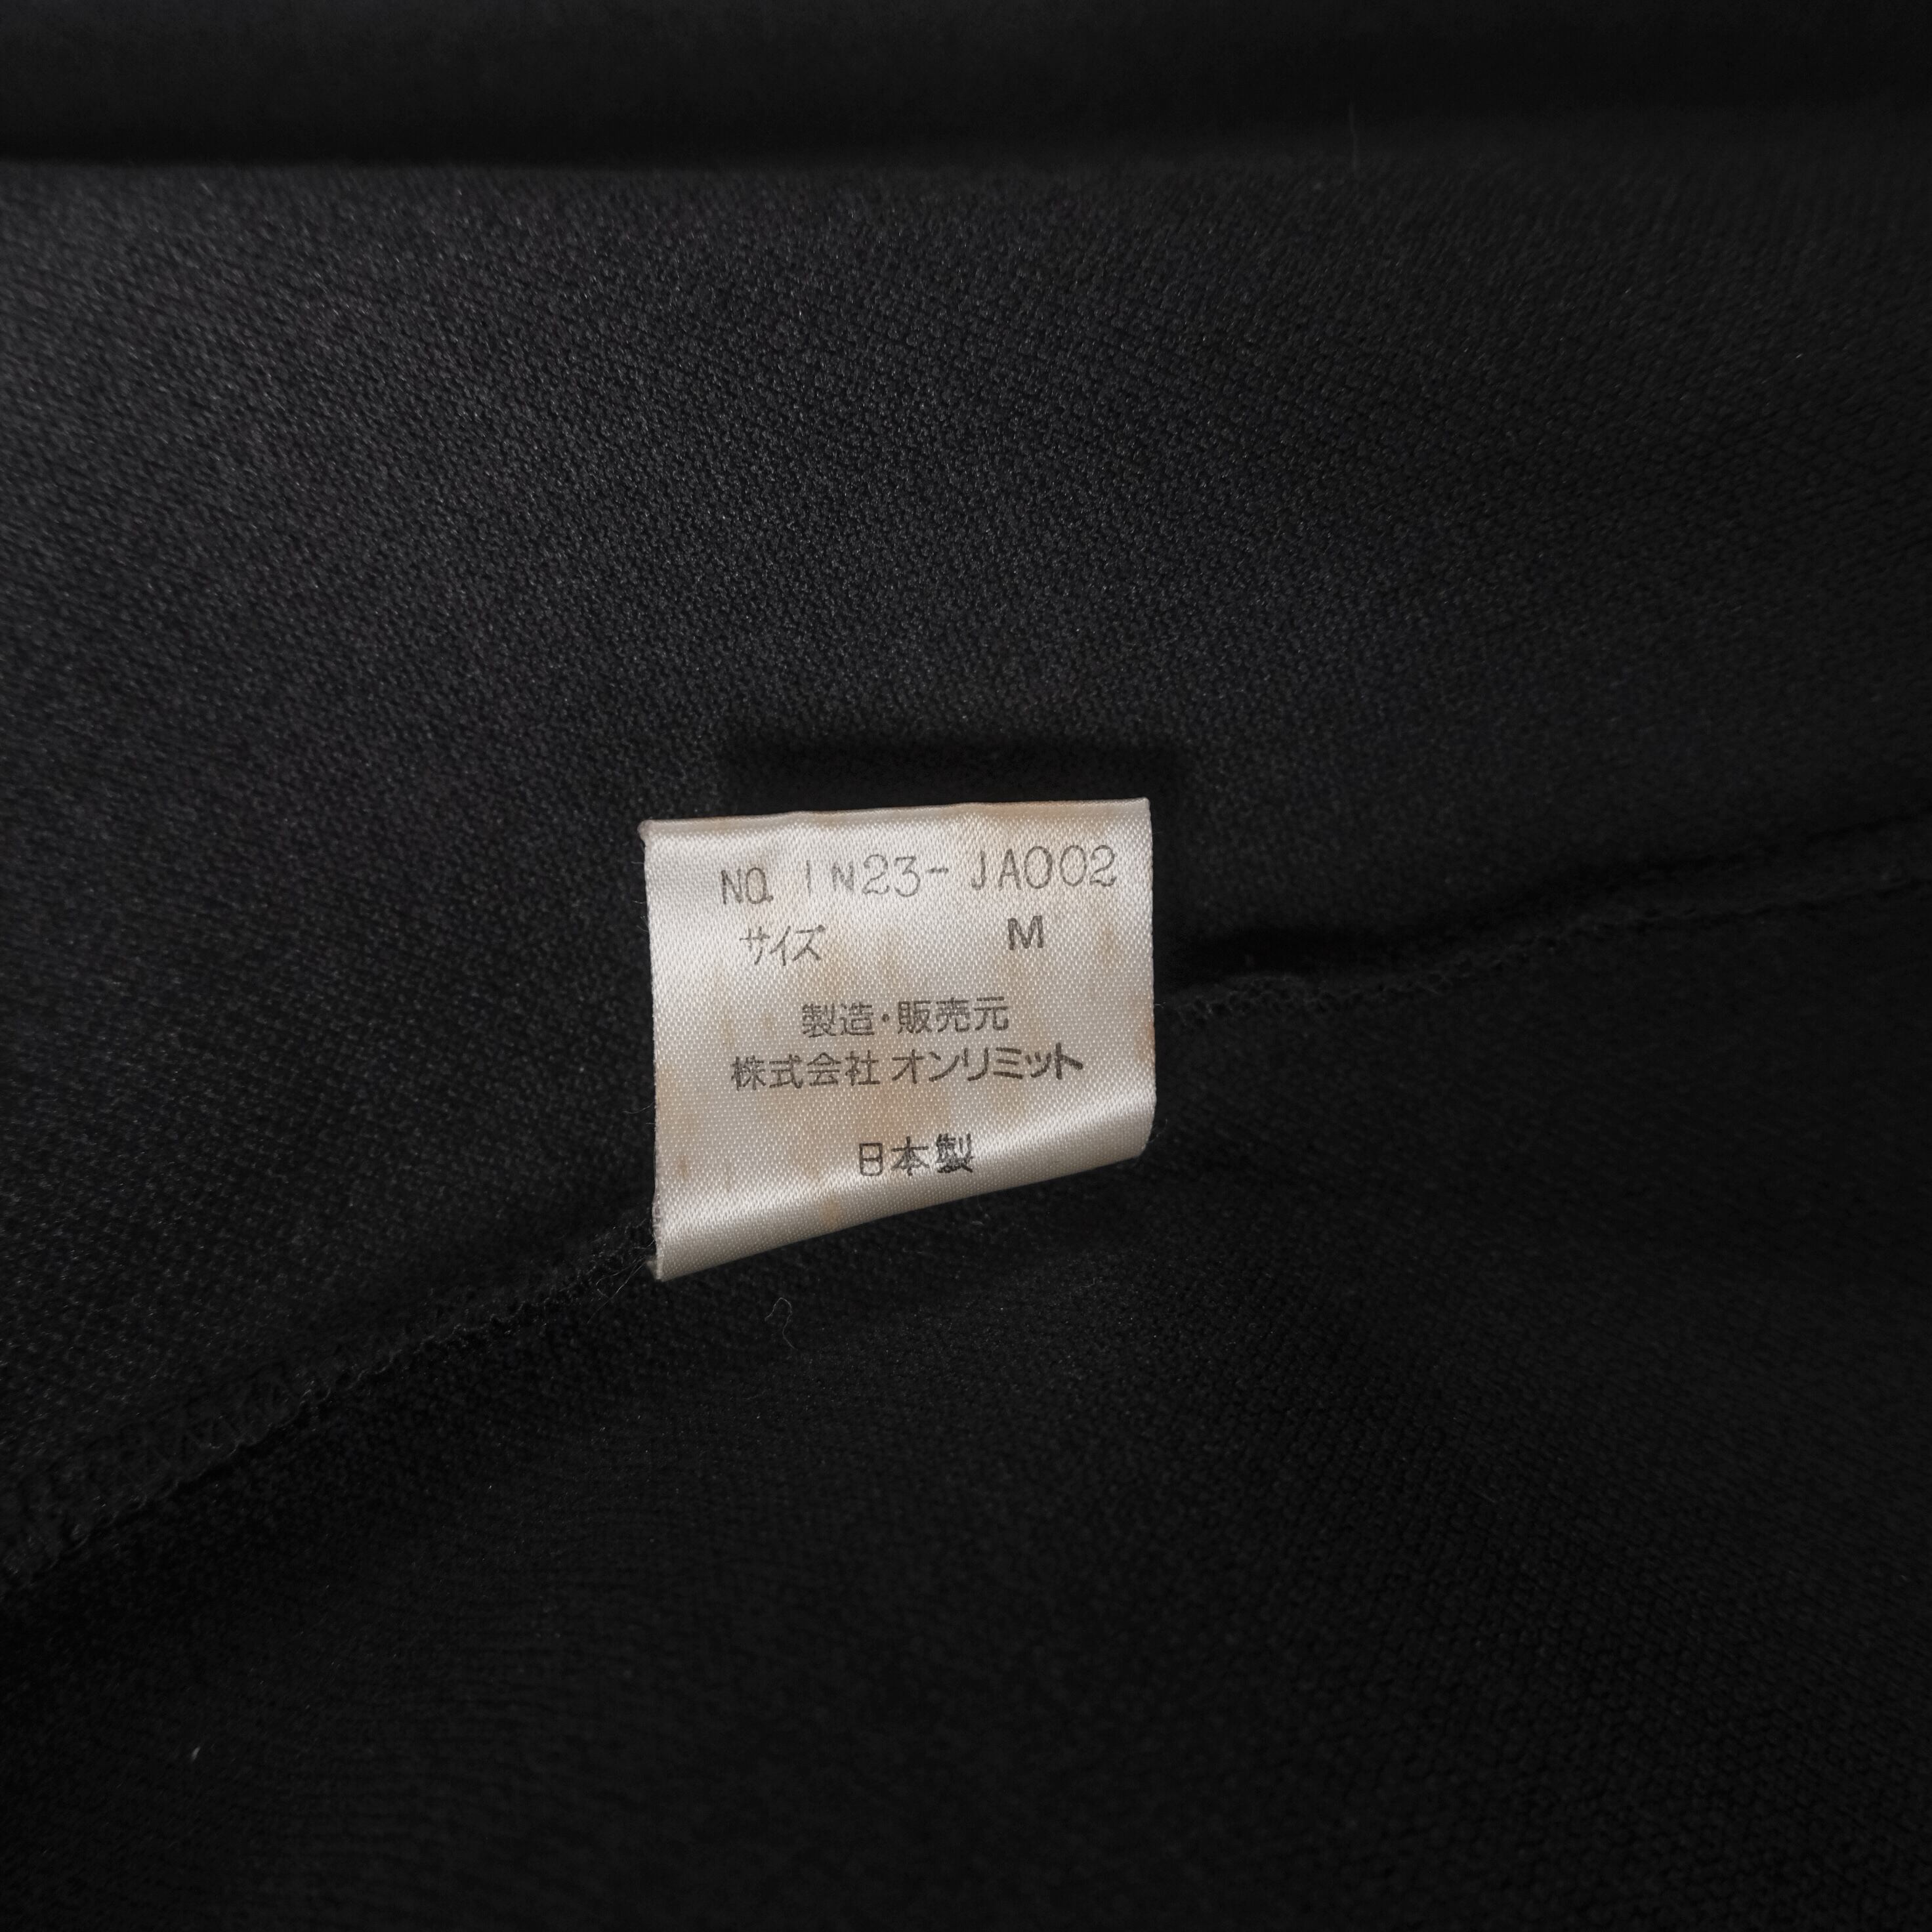 NO. IN23-JA002
サイズ M
製造・販売元
株式会社 オンリミット
日本製